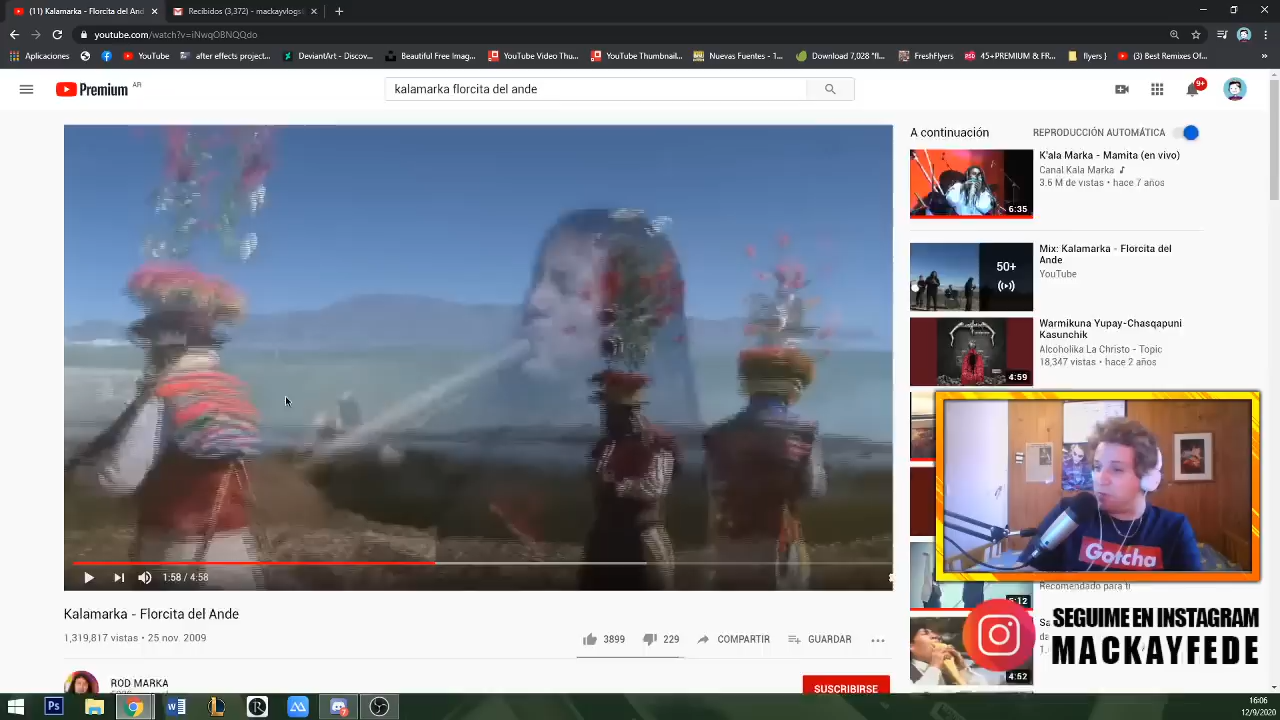 (11) Kalamarka - Florcita del And
Recibidos (3,372) - mackayvlogs
youtube.com/watch?v=iNwqOBNQQdo
Aplicaciones
YouTube
DeviantArt - Discov...
Beautiful Free Imag...
YouTube Video Thu...
YouTube Thumbnail...
Nuevas Fuentes - 1...
Download 7,028 "fl...
FreshFlyers
45+PREMIUM & FR...
flyers }
(3) Best Remixes Of...
Premium AR
kalamarka florcita del ande
9+
A continuación
REPRODUCCIÓN AUTOMÁTICA
K'ala Marka - Mamita (en vivo)
Canal Kala Marka
3.6 M de vistas • hace 7 años
6:35
Mix: Kalamarka - Florcita del
Ande
YouTube
50+
Warmikuna Yupay-Chasqapuni
Kasunchik
Alcoholika La Christo - Topic
18,347 vistas • hace 2 años
4:59
Gotcha
1:58 / 4:58
Recomendado para ti
5:12
Kalamarka - Florcita del Ande
1,319,817 vistas • 25 nov. 2009
3899
229
COMPARTIR
GUARDAR
SEGUIME EN INSTAGRAM
MACKAYFEDE
4:52
ROD MARKA
SUSCRIBIRSE
16:06
12/9/2020